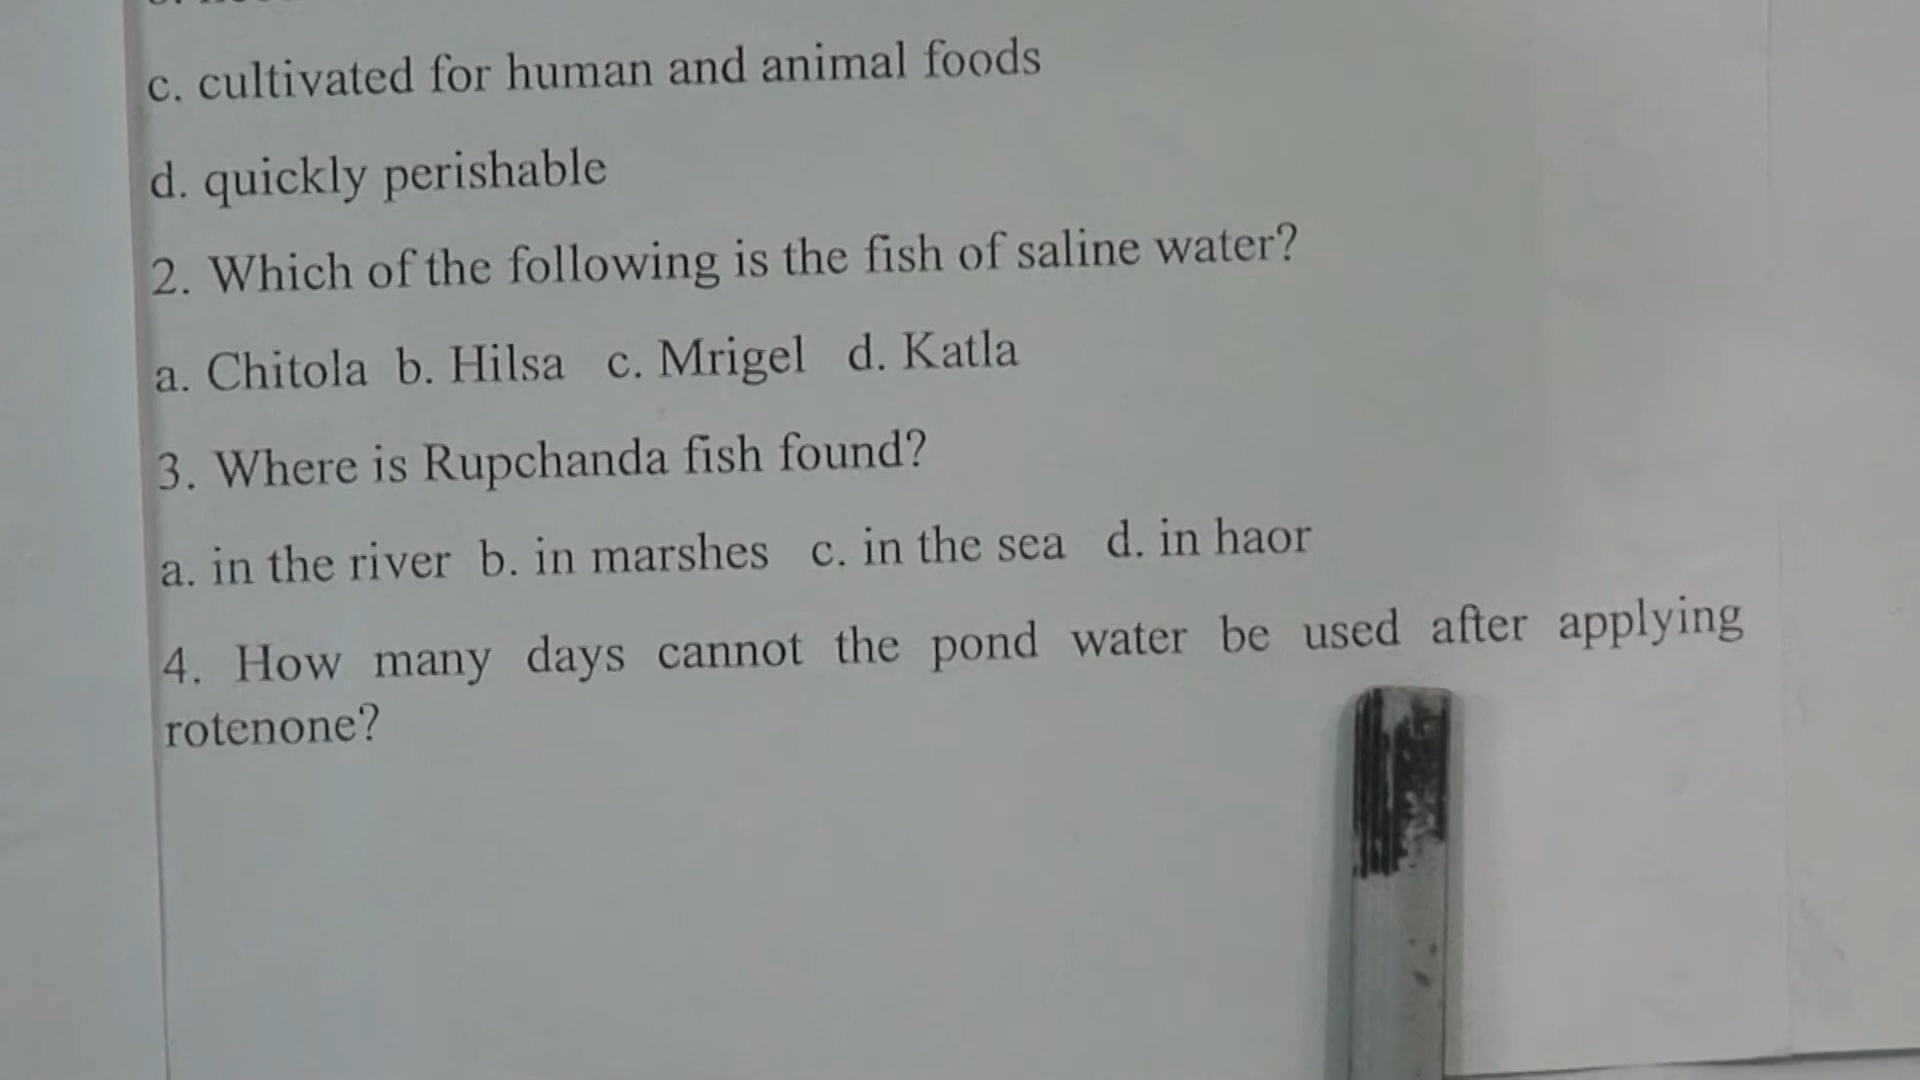 c. cultivated for human and animal foods
d. quickly perishable
2. Which of the following is the fish of saline water?
a. Chitola b. Hilsa c. Mrigel d. Katla
3. Where is Rupchanda fish found?
a. in the river b. in marshes c. in the sea d. in haor
4. How many days cannot the pond water be used after applying
rotenone?